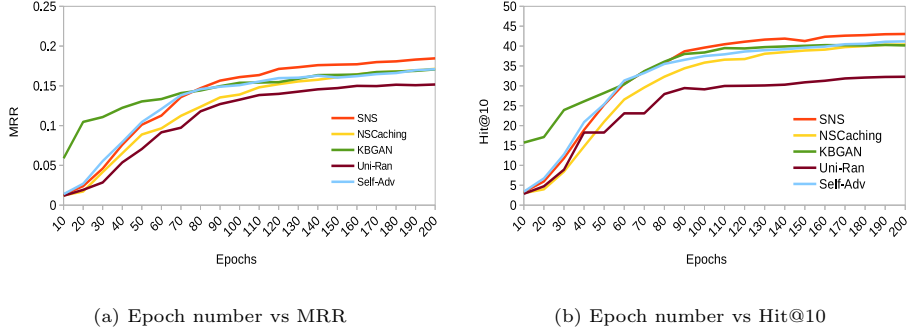 0.25
0.2
0.15
0.1
0.05
0
MRR
10 20 30 40 50 60 70 80 90 100 110 120 130 140 150 160 170 180 190 200
Epochs
SNS
NSCaching
KBGAN
Uni-Ran
Self-Adv
(a) Epoch number vs MRR
50
45
40
35
30
25
20
15
10
5
0
Hit@10
10 20 30 40 50 60 70 80 90 100 110 120 130 140 150 160 170 180 190 200
Epochs
SNS
NSCaching
KBGAN
Uni-Ran
Self-Adv
(b) Epoch number vs Hit@10